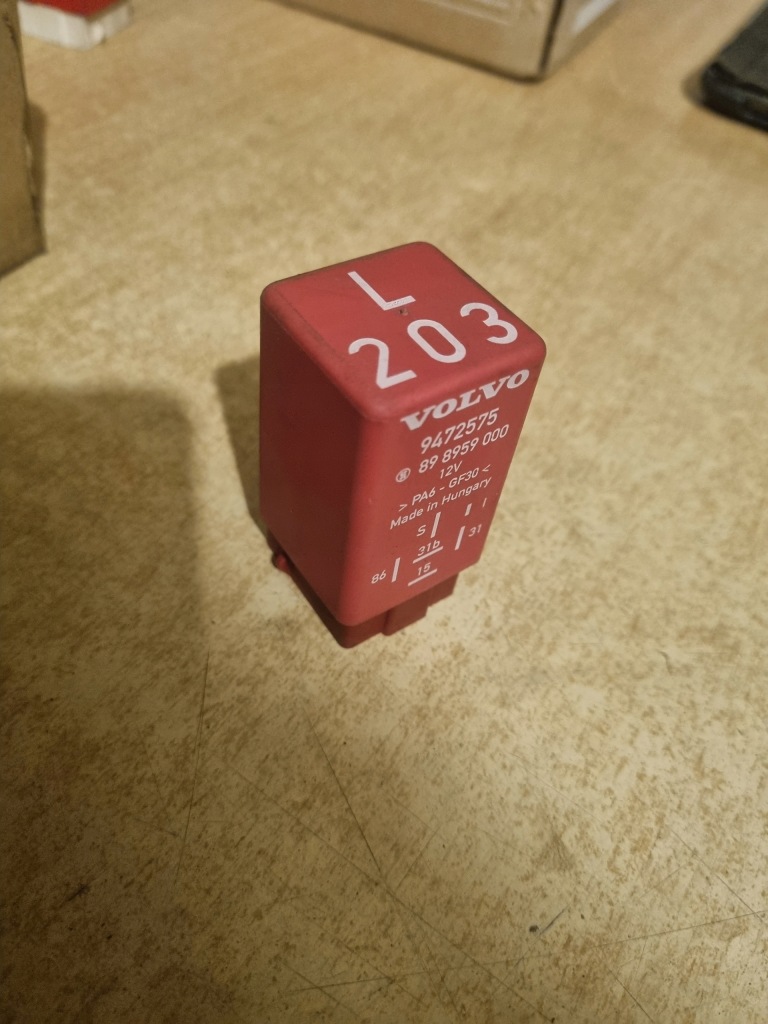 L
203
VOLVO
9472575
89 8959 000
12V
> PA6 - GF30 <
Made in Hungary
S
31b 31
86 15